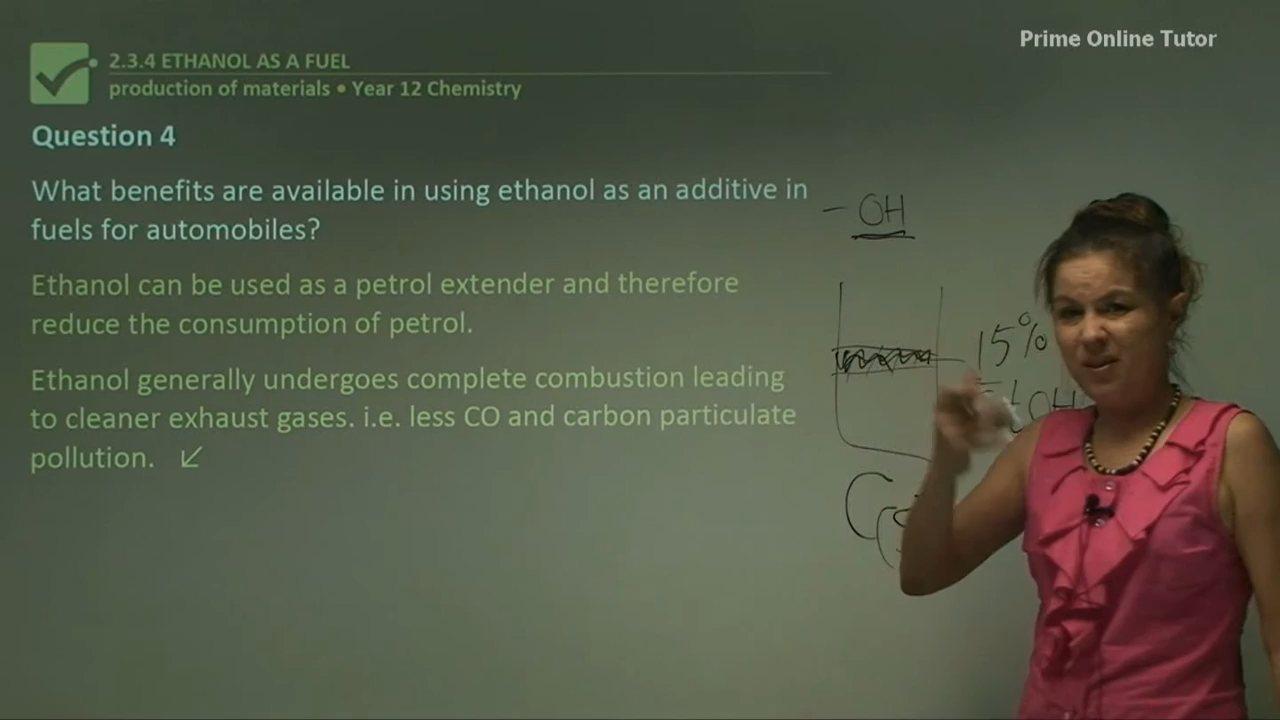 Prime Online Tutor
2.3.4 ETHANOL AS A FUEL
production of materials • Year 12 Chemistry
Question 4
What benefits are available in using ethanol as an additive in
fuels for automobiles?
Ethanol can be used as a petrol extender and therefore
reduce the consumption of petrol.
Ethanol generally undergoes complete combustion leading
to cleaner exhaust gases. i.e. less CO and carbon particulate
pollution. ↙
- OH
15%